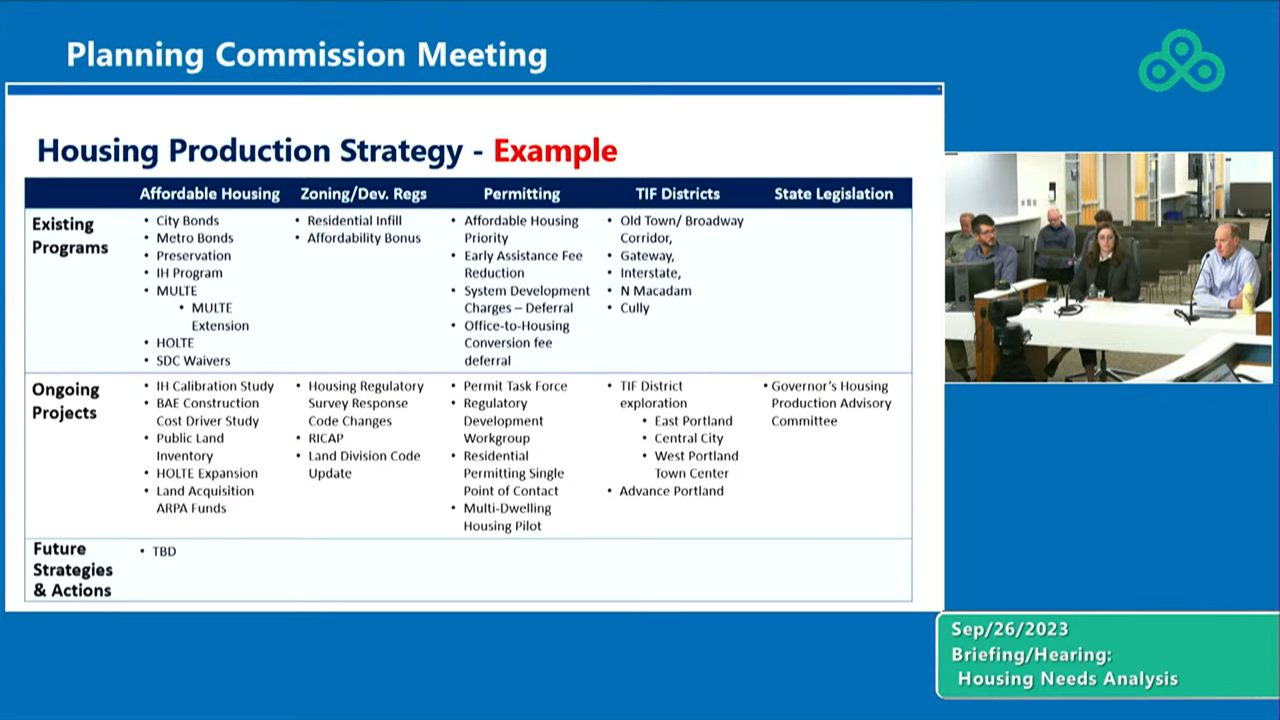 Planning Commission Meeting
Housing Production Strategy - Example
Affordable Housing
Zoning/Dev. Regs
Permitting
TIF Districts
State Legislation
Existing
Programs
• City Bonds
• Metro Bonds
• Preservation
• IH Program
• MULTE
• MULTE
Extension
• HOLTE
• SDC Waivers
• Residential Infill
• Affordability Bonus
• Affordable Housing
Priority
• Early Assistance Fee
Reduction
• System Development
Charges – Deferral
• Office-to-Housing
Conversion fee
deferral
• Old Town/ Broadway
Corridor,
• Gateway,
• Interstate,
• N Macadam
• Cully
Ongoing
Projects
• IH Calibration Study
• BAE Construction
Cost Driver Study
• Public Land
Inventory
• HOLTE Expansion
• Land Acquisition
ARPA Funds
• Housing Regulatory
Survey Response
Code Changes
• RICAP
• Land Division Code
Update
• Permit Task Force
• Regulatory
Development
Workgroup
• Residential
Permitting Single
Point of Contact
• Multi-Dwelling
Housing Pilot
• TIF District
exploration
• East Portland
• Central City
• West Portland
Town Center
• Advance Portland
• Governor's Housing
Production Advisory
Committee
Future
Strategies
& Actions
• TBD
Sep/26/2023
Briefing/Hearing:
Housing Needs Analysis